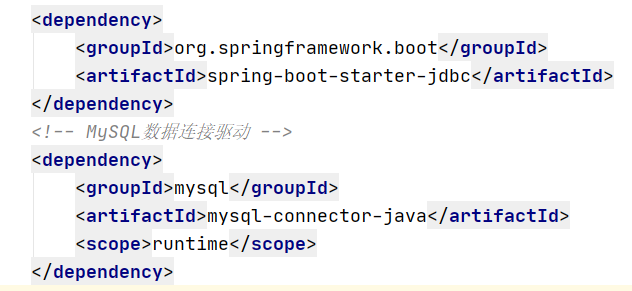 <dependency>
<groupId>org.springframework.boot</groupId>
<artifactId>spring-boot-starter-jdbc</artifactId>
</dependency>
<!-- MySQL数据连接驱动 -->
<dependency>
<groupId>mysql</groupId>
<artifactId>mysql-connector-java</artifactId>
<scope>runtime</scope>
</dependency>